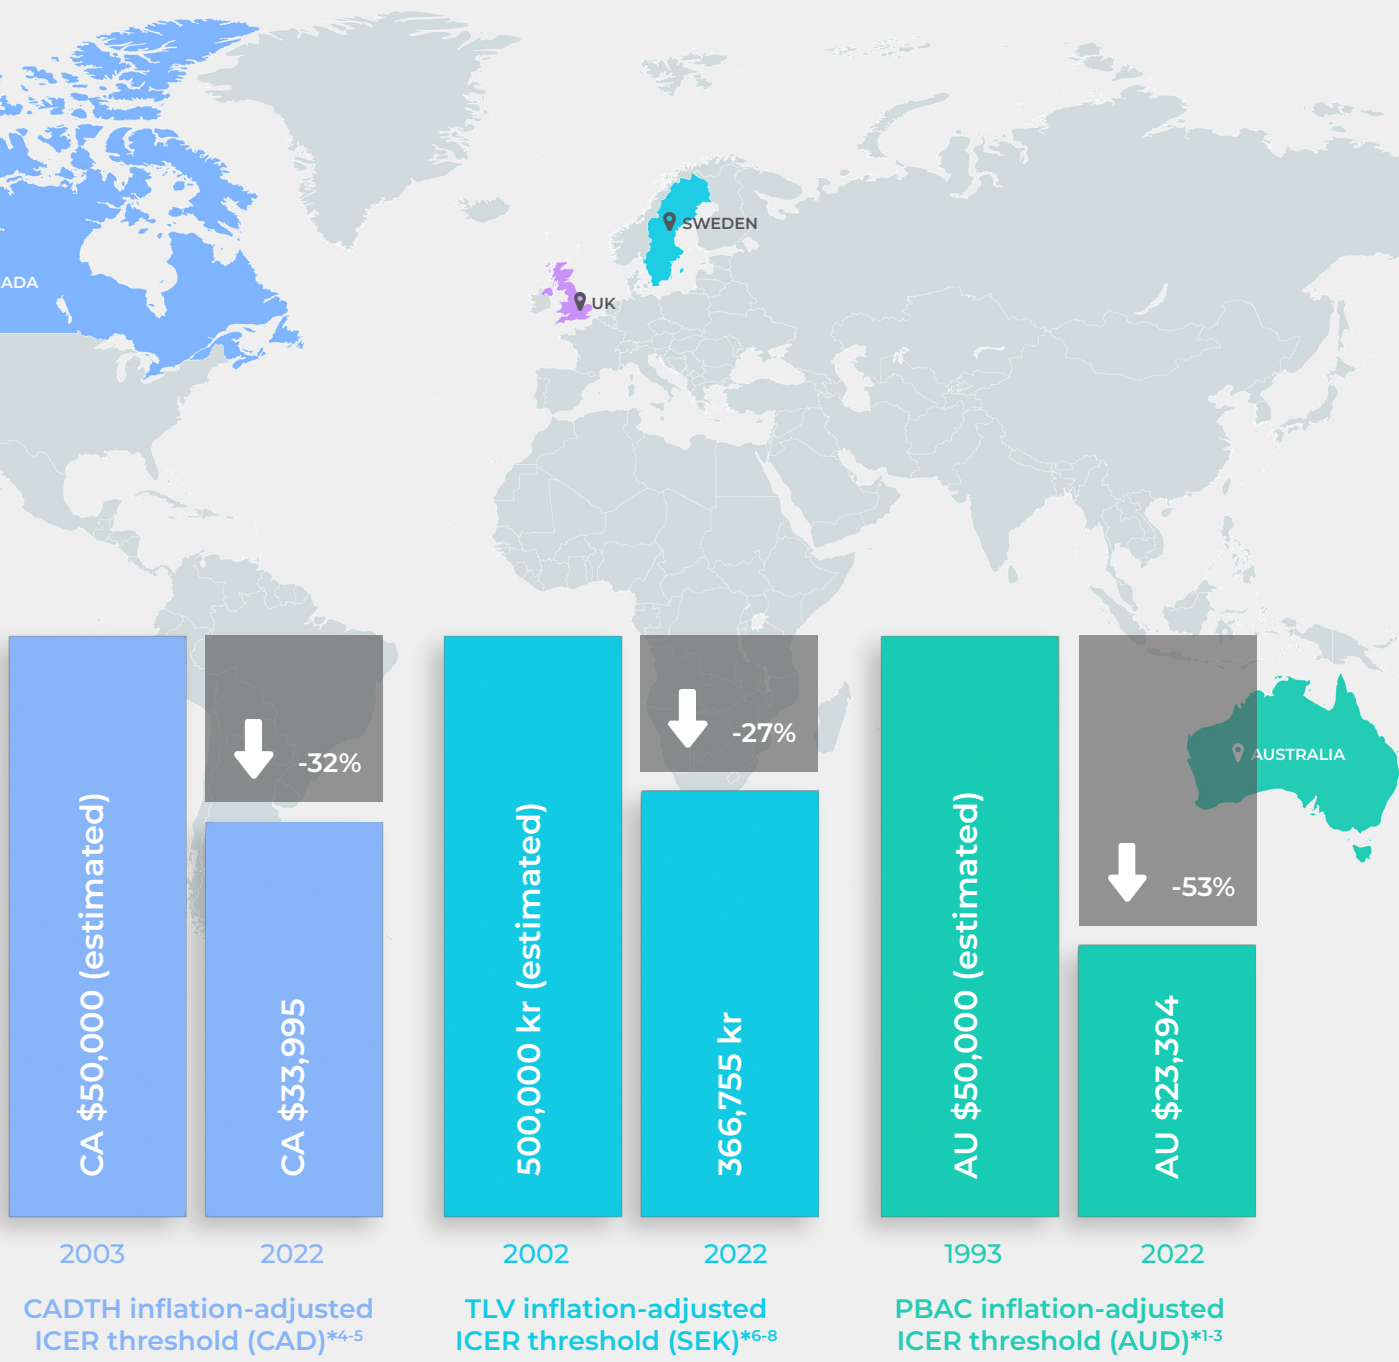 SWEDEN
ADA
UK
AUSTRALIA
-32%
-27%
-53%
CA $50,000 (estimated)
CA $33,995
500,000 kr (estimated)
366,755 kr
AU $50,000 (estimated)
AU $23,394
2003
2022
2002
2022
1993
2022
CADTH inflation-adjusted
ICER threshold (CAD)*4-5
TLV inflation-adjusted
ICER threshold (SEK)*6-8
PBAC inflation-adjusted
ICER threshold (AUD)*1-3